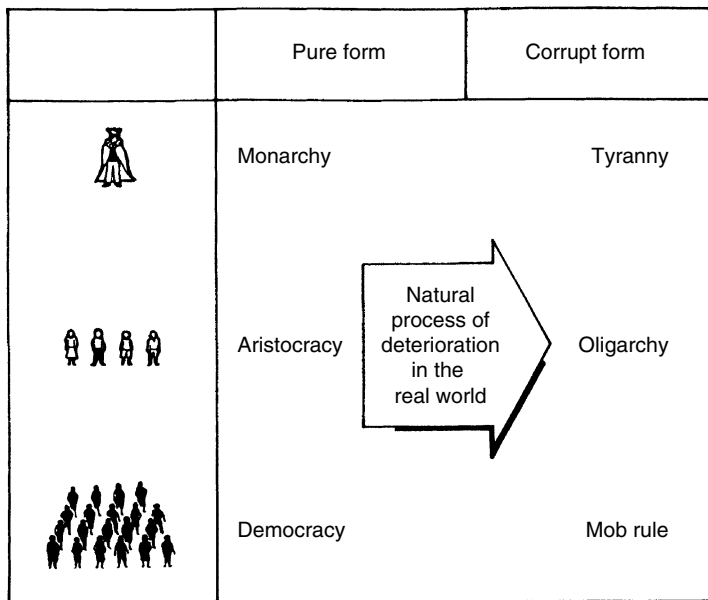 Pure form
Corrupt form
Monarchy
Tyranny
Aristocracy
Natural
process of
deterioration
in the
real world
Oligarchy
Democracy
Mob rule